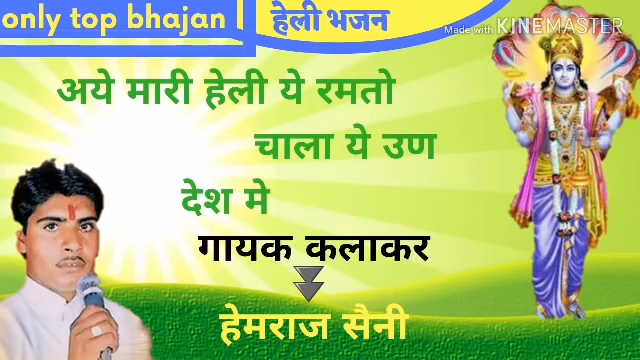 only top bhajan
हेली भजन
Made with KINEMASTER
अये मारी हेली ये रमतो
चाला ये उण
देश मे
गायक कलाकर
हेमराज सैनी